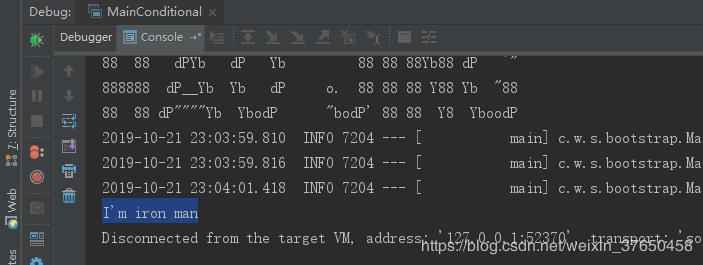 Debug: MainConditional ×
Debugger Console
88 88 dPYb dP Yb 88 88 88Yb88 dP `"
888888 dP__Yb Yb dP o. 88 88 88 Y88 Yb "88
88 88 dP""""Yb YbodP "bodP' 88 88 Y8 YboodP
2019-10-21 23:03:59.810 INFO 7204 --- [ main] c.w.s.bootstrap.Ma
2019-10-21 23:03:59.816 INFO 7204 --- [ main] c.w.s.bootstrap.Ma
2019-10-21 23:04:01.418 INFO 7204 --- [ main] c.w.s.bootstrap.Ma
I'm iron man
Disconnected from the target VM, address: '127.0.0.1:52370', transport: 'so
7: Structure
Web
https://blog.csdn.net/weixin_37650458